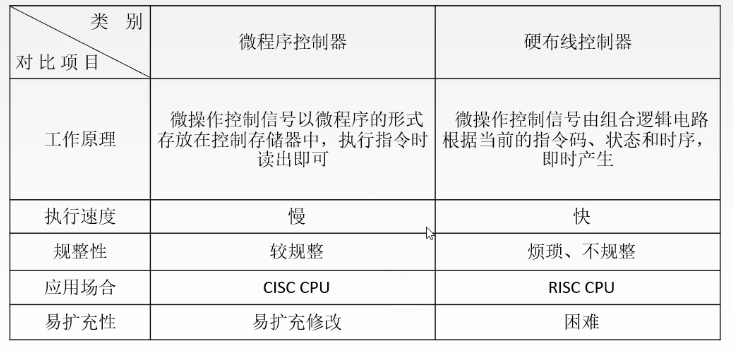 类 别
对比项目
微程序控制器
硬布线控制器
工作原理
微操作控制信号以微程序的形式
存放在控制存储器中，执行指令时
读出即可
微操作控制信号由组合逻辑电路
根据当前的指令码、状态和时序，
即时产生
执行速度
慢
快
规整性
较规整
烦琐、不规整
应用场合
CISC CPU
RISC CPU
易扩充性
易扩充修改
困难